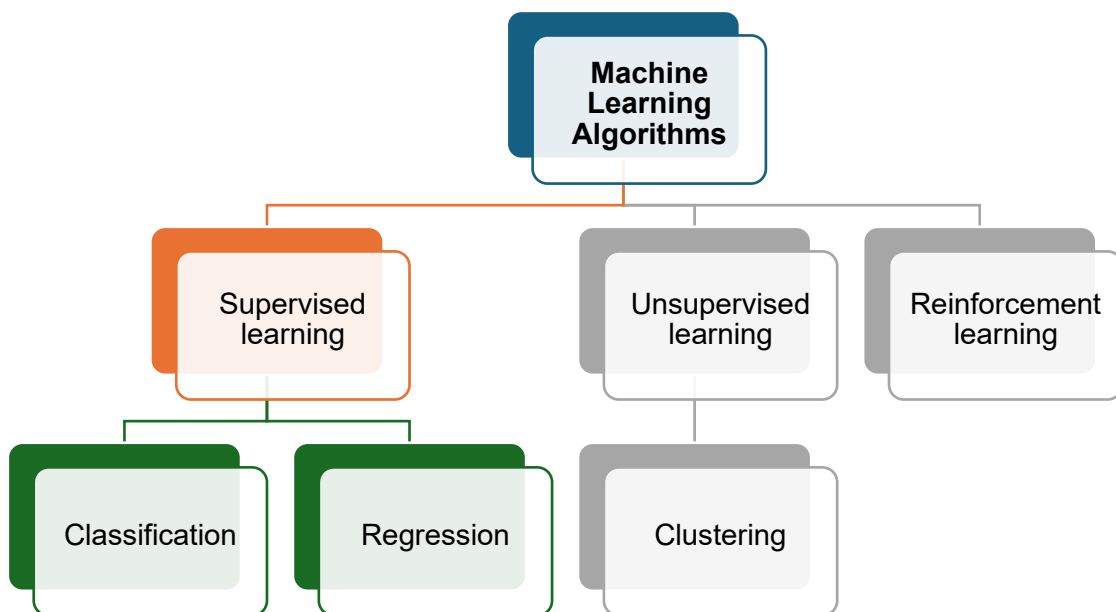 Machine
Learning
Algorithms
Supervised
learning
Unsupervised
learning
Reinforcement
learning
Classification
Regression
Clustering